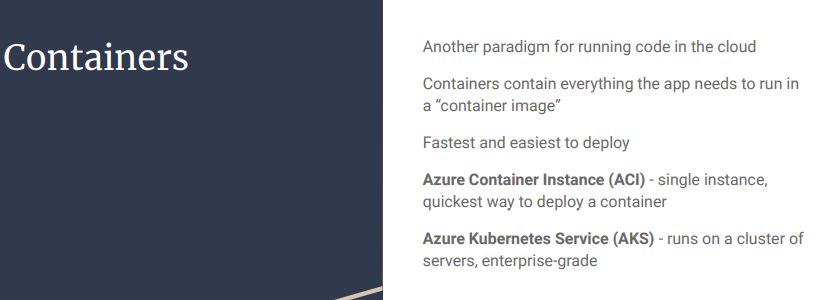 Containers
Another paradigm for running code in the cloud
Containers contain everything the app needs to run in
a “container image”
Fastest and easiest to deploy
Azure Container Instance (ACI) - single instance,
quickest way to deploy a container
Azure Kubernetes Service (AKS) - runs on a cluster of
servers, enterprise-grade